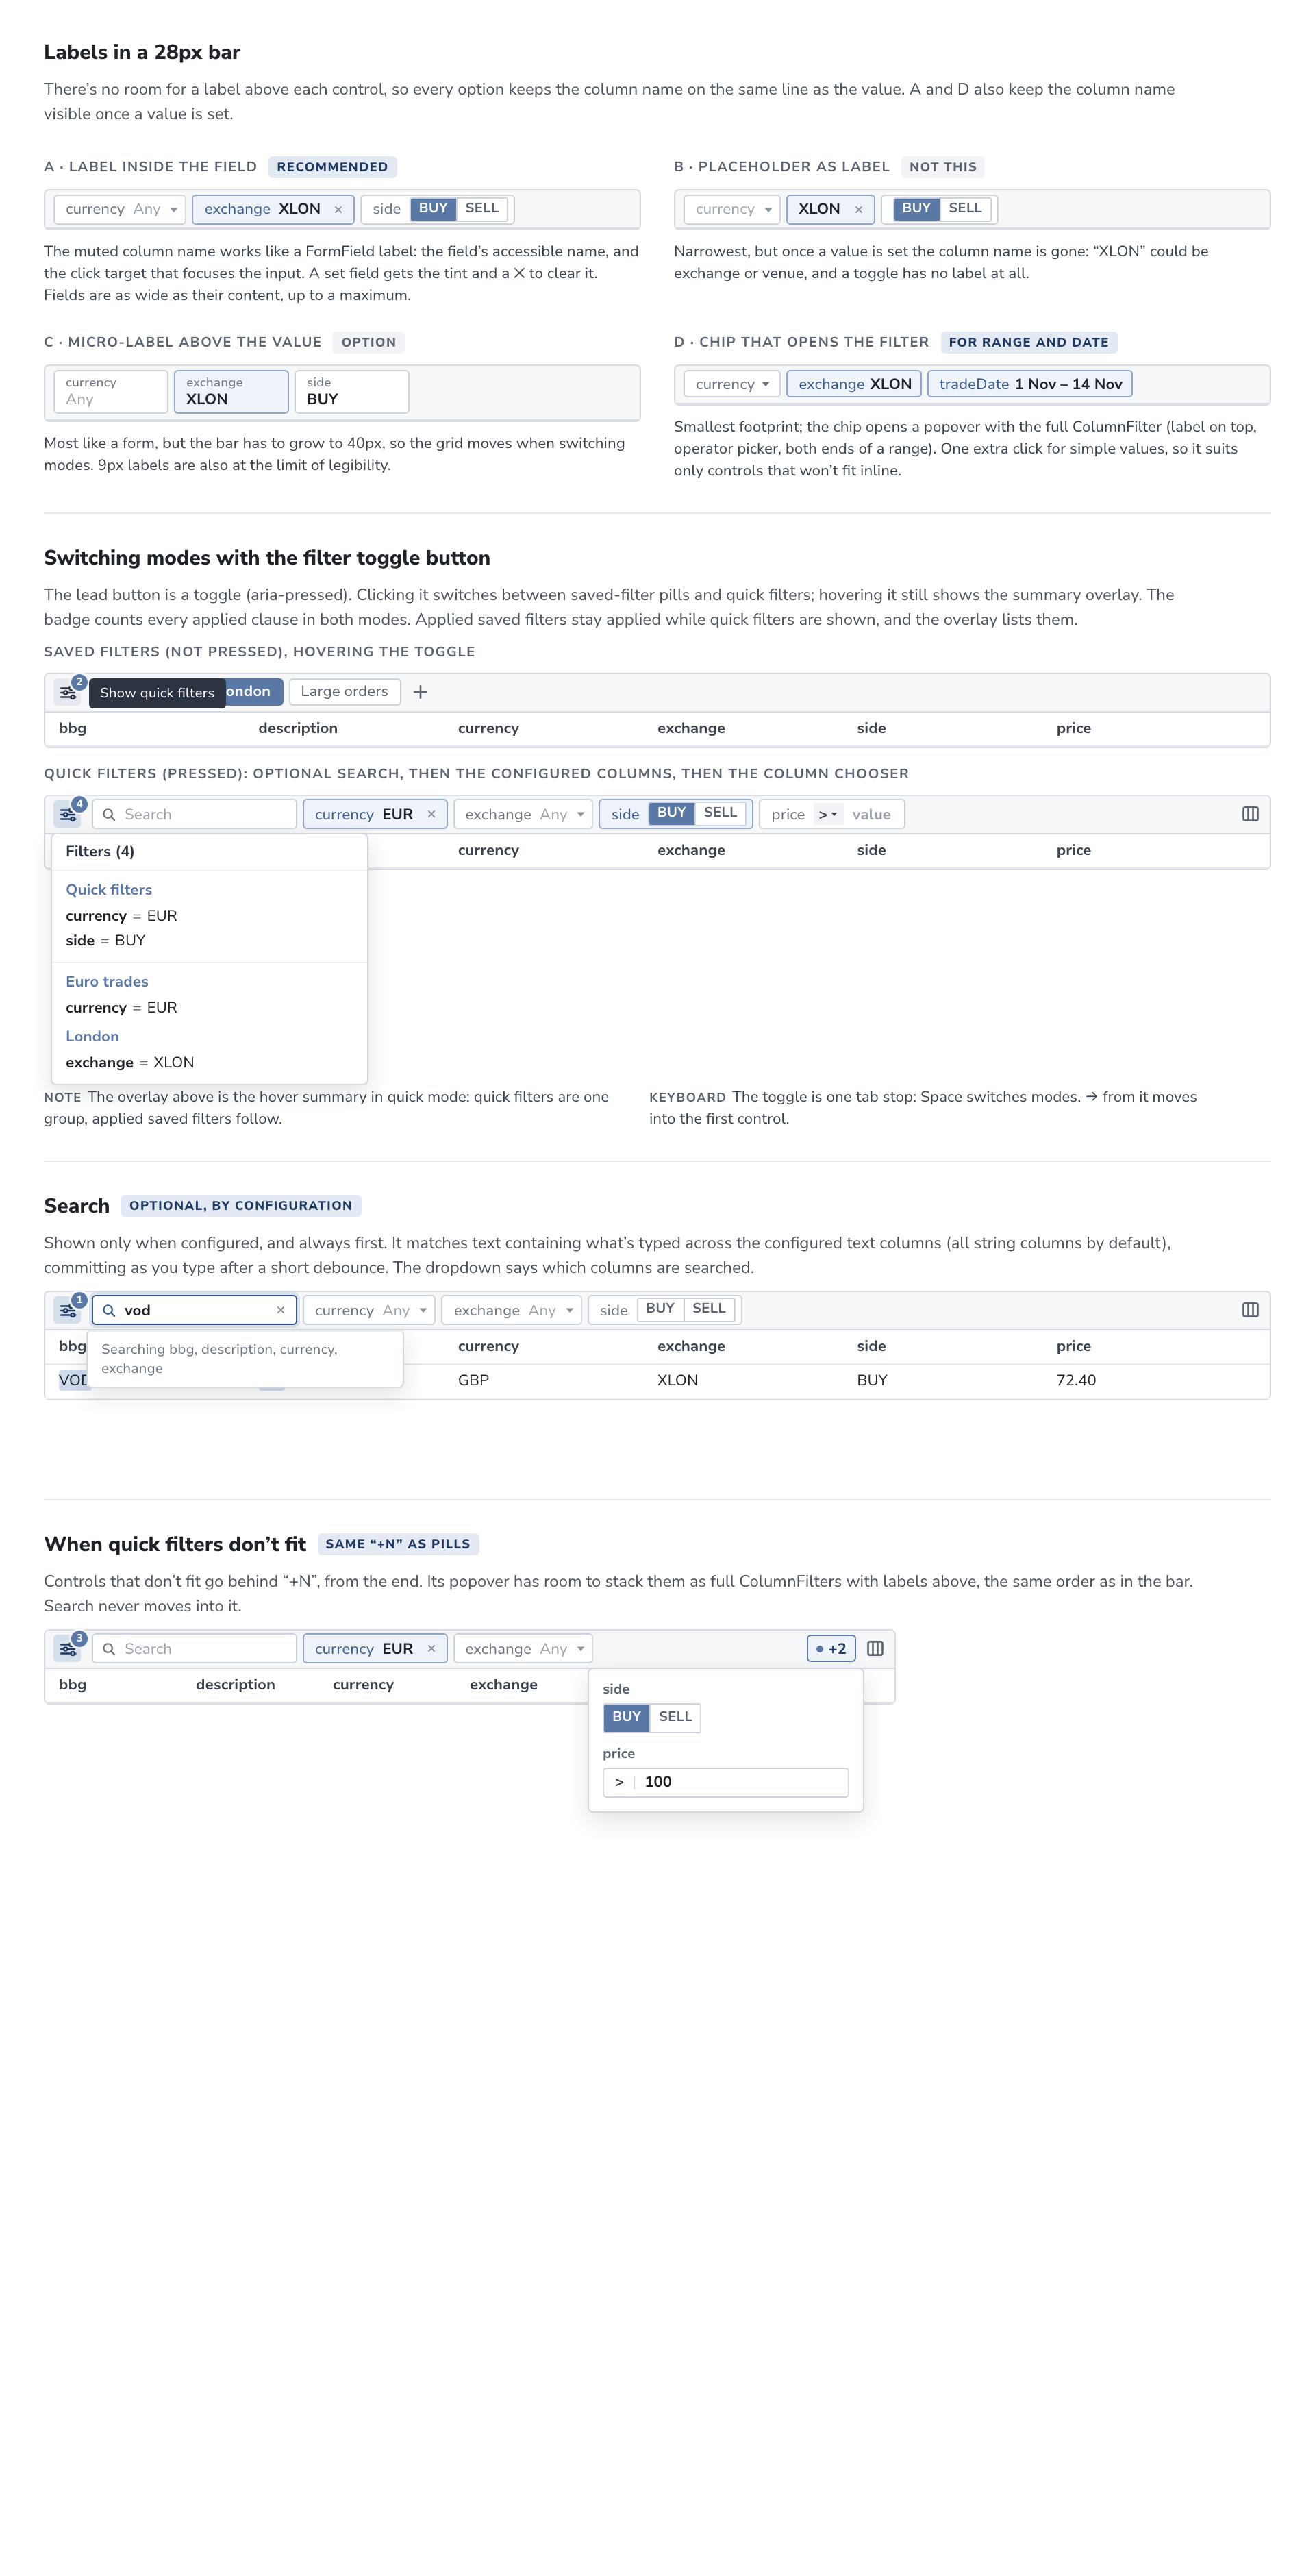 Labels in a 28px bar
There's no room for a label above each control, so every option keeps the column name on the same line as the value. A and D also keep the column name
visible once a value is set.
A · LABEL INSIDE THE FIELD RECOMMENDED
currency Any exchange XLON × side BUY SELL
The muted column name works like a FormField label: the field's accessible name, and
the click target that focuses the input. A set field gets the tint and a ✕ to clear it.
Fields are as wide as their content, up to a maximum.
B · PLACEHOLDER AS LABEL NOT THIS
currency XLON × BUY SELL
Narrowest, but once a value is set the column name is gone: “XLON” could be
exchange or venue, and a toggle has no label at all.
C · MICRO-LABEL ABOVE THE VALUE OPTION
currency exchange side
Any XLON BUY
Most like a form, but the bar has to grow to 40px, so the grid moves when switching
modes. 9px labels are also at the limit of legibility.
D · CHIP THAT OPENS THE FILTER FOR RANGE AND DATE
currency exchange XLON tradeDate 1 Nov – 14 Nov
Smallest footprint; the chip opens a popover with the full ColumnFilter (label on top,
operator picker, both ends of a range). One extra click for simple values, so it suits
only controls that won't fit inline.
Switching modes with the filter toggle button
The lead button is a toggle (aria-pressed). Clicking it switches between saved-filter pills and quick filters; hovering it still shows the summary overlay. The
badge counts every applied clause in both modes. Applied saved filters stay applied while quick filters are shown, and the overlay lists them.
SAVED FILTERS (NOT PRESSED), HOVERING THE TOGGLE
2 Show quick filters ondon Large orders +
bbg description currency exchange side price
QUICK FILTERS (PRESSED): OPTIONAL SEARCH, THEN THE CONFIGURED COLUMNS, THEN THE COLUMN CHOOSER
4 Search currency EUR × exchange Any side BUY SELL price > value
currency exchange side price
Filters (4)
Quick filters
currency = EUR
side = BUY
Euro trades
currency = EUR
London
exchange = XLON
NOTE The overlay above is the hover summary in quick mode: quick filters are one
group, applied saved filters follow.
KEYBOARD The toggle is one tab stop: Space switches modes. → from it moves
into the first control.
Search OPTIONAL, BY CONFIGURATION
Shown only when configured, and always first. It matches text containing what's typed across the configured text columns (all string columns by default),
committing as you type after a short debounce. The dropdown says which columns are searched.
1 vod × currency Any exchange Any side BUY SELL
bbg currency exchange side price
Searching bbg, description, currency,
exchange
VOD GBP XLON BUY 72.40
When quick filters don't fit SAME “+N” AS PILLS
Controls that don't fit go behind “+N”, from the end. Its popover has room to stack them as full ColumnFilters with labels above, the same order as in the bar.
Search never moves into it.
3 Search currency EUR × exchange Any +2
bbg description currency exchange
side
BUY SELL
price
> 100